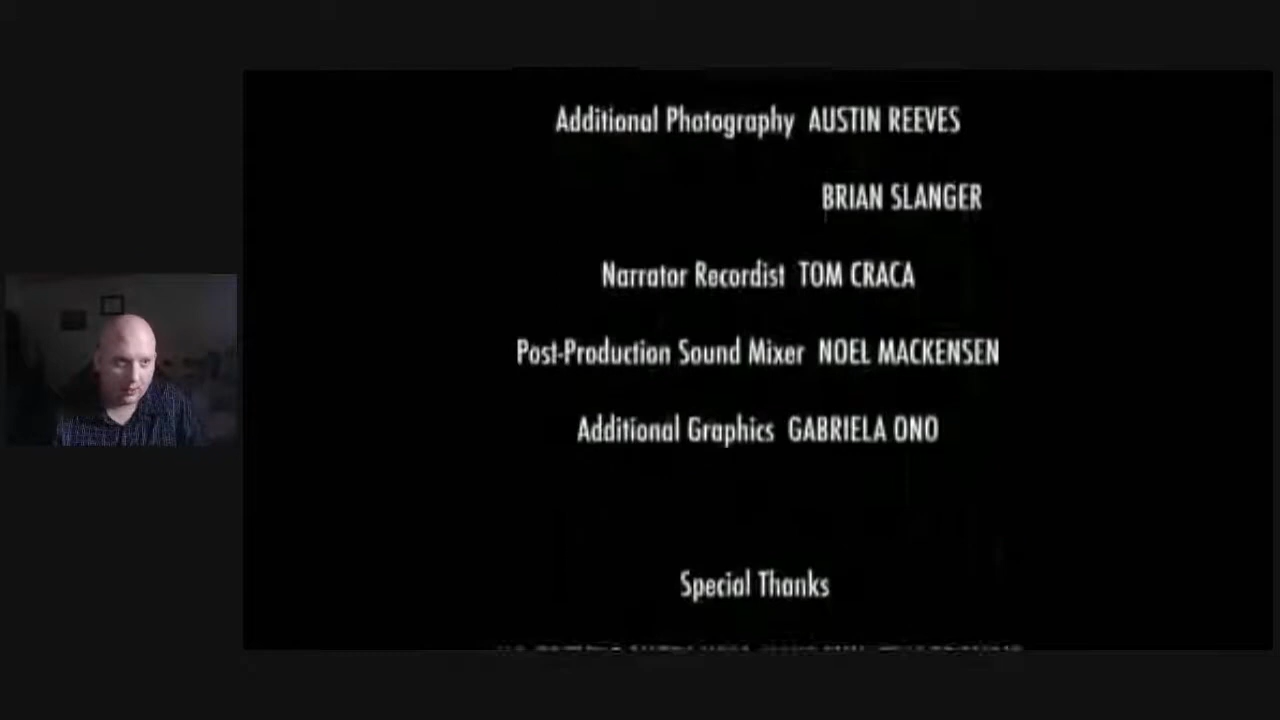 Additional Photography AUSTIN REEVES
BRIAN SLANGER
Narrator Recordist TOM CRACA
Post-Production Sound Mixer NOEL MACKENSEN
Additional Graphics GABRIELA ONO
Special Thanks